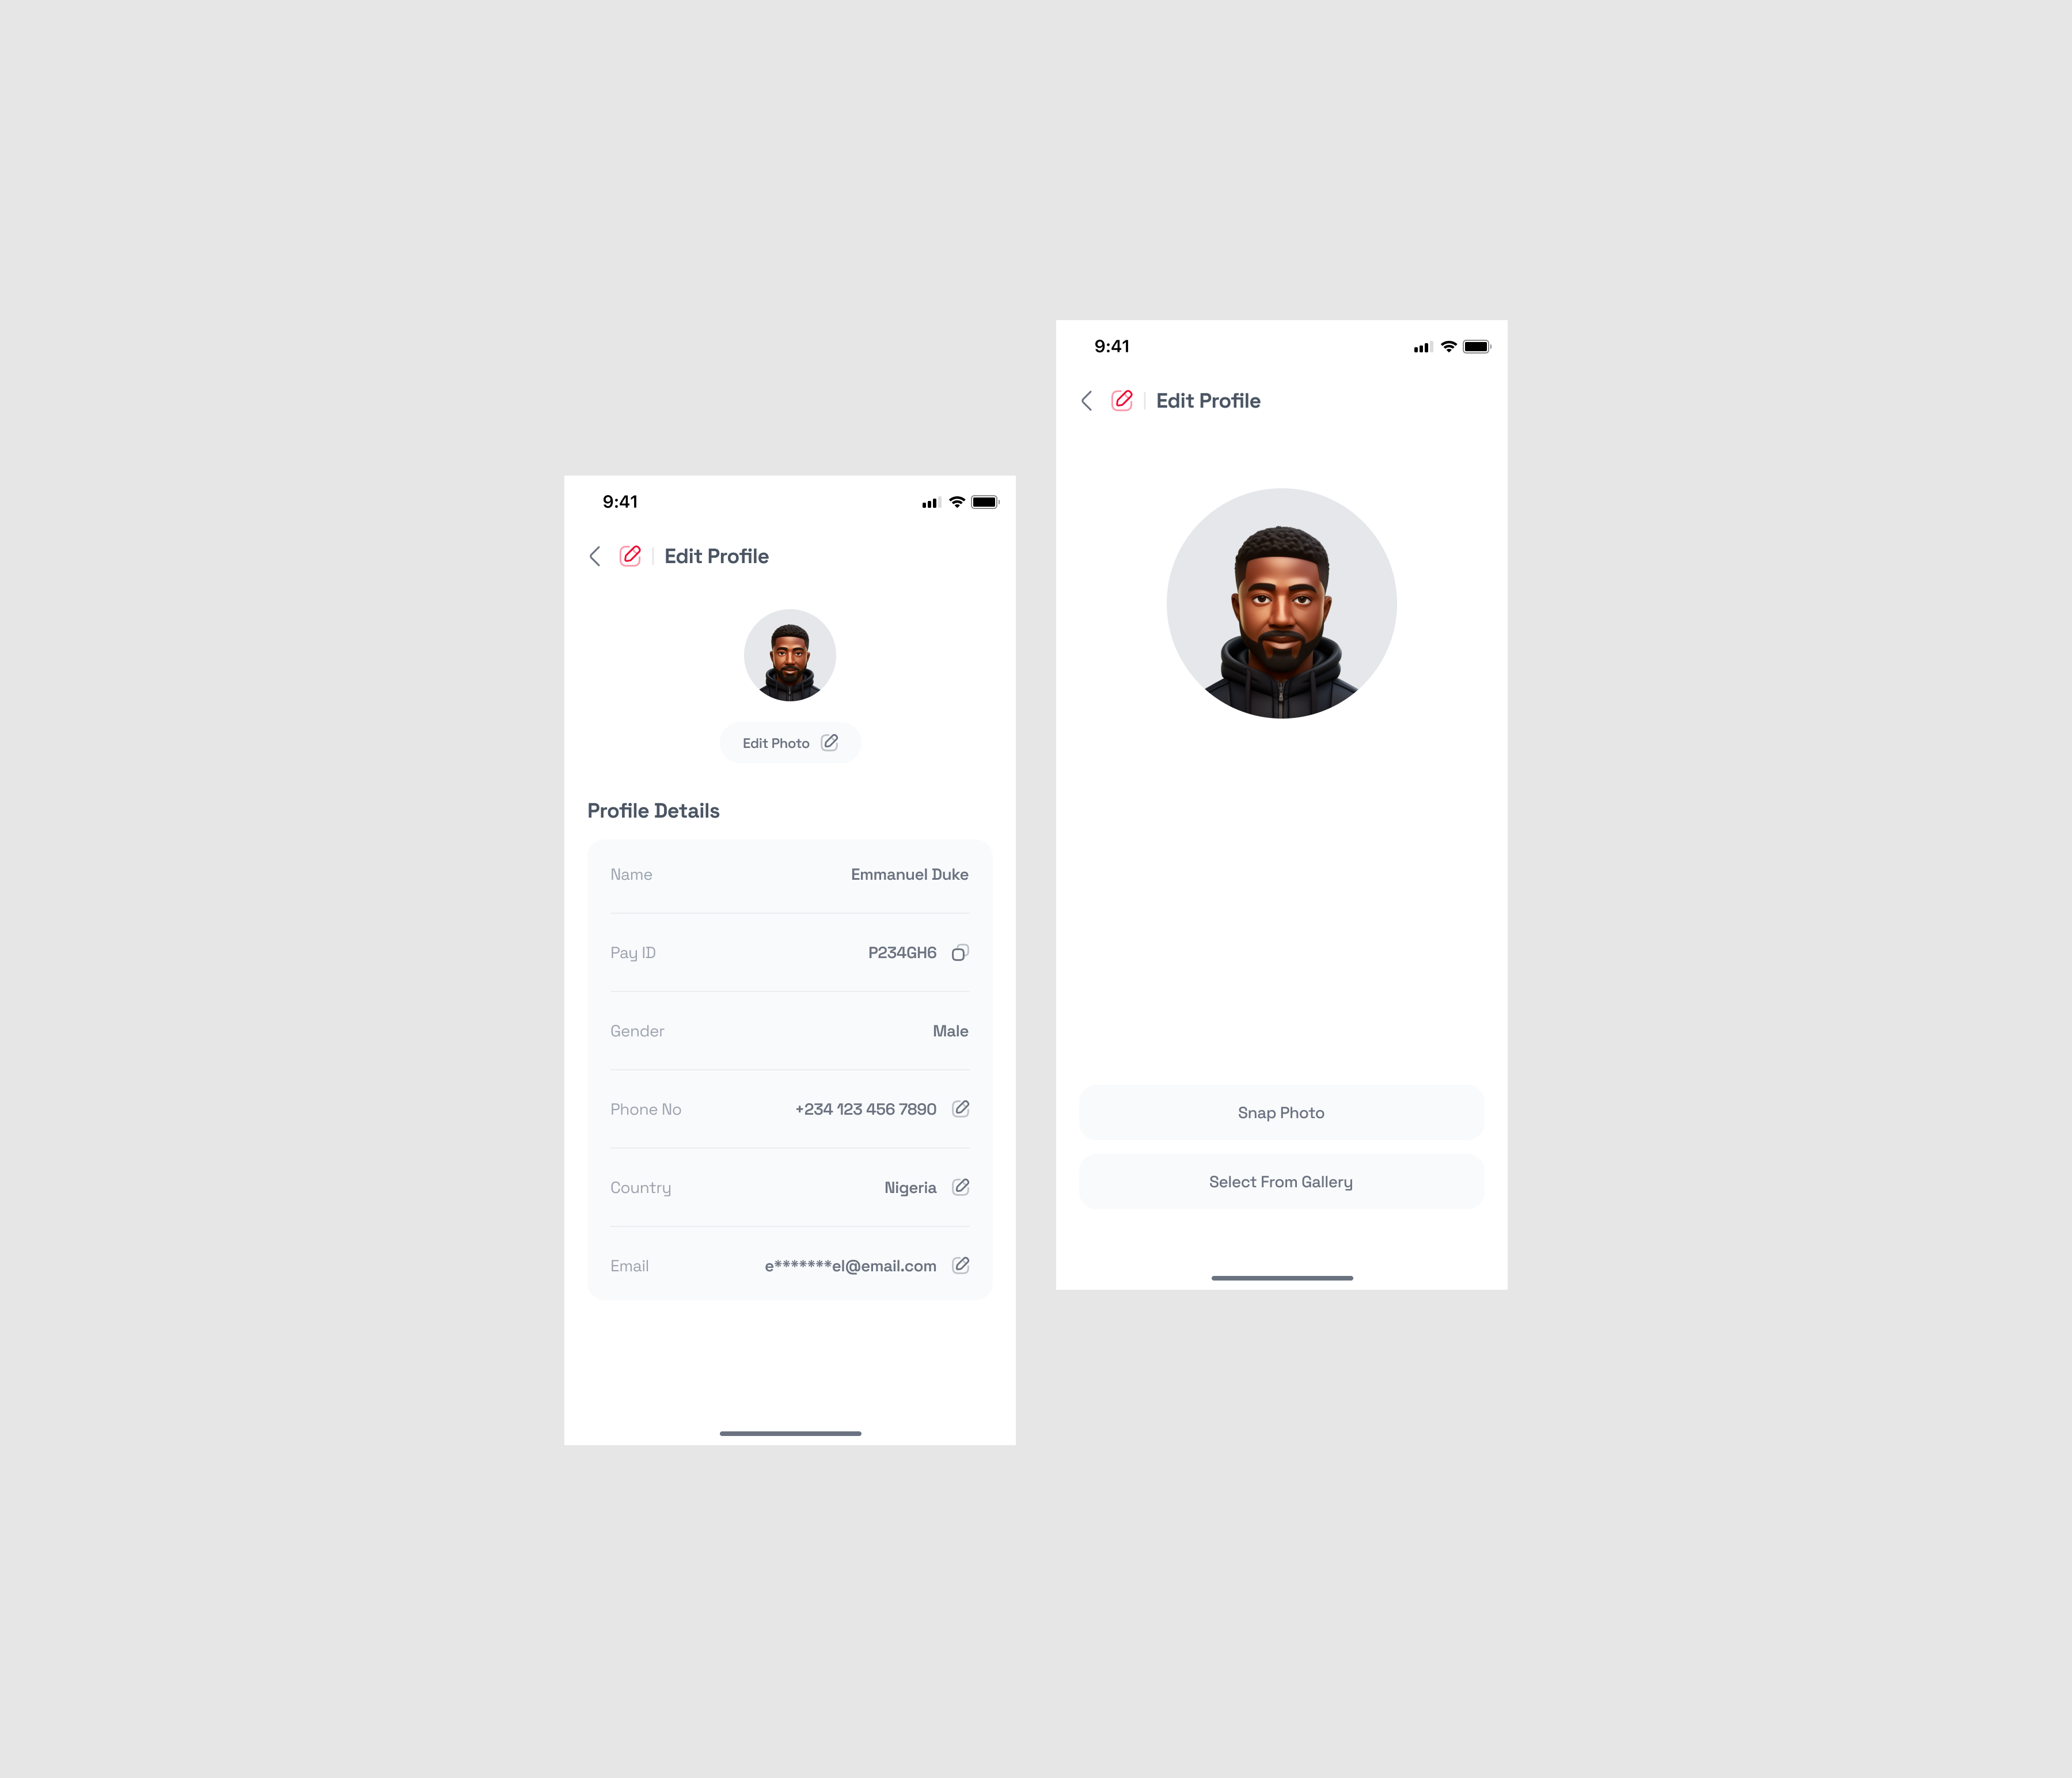 9:41
Edit Profile
Edit Photo
Profile Details
Name Emmanuel Duke
Pay ID P234GH6
Gender Male
Phone No +234 123 456 7890
Country Nigeria
Email e*******el@email.com
9:41
Edit Profile
Snap Photo
Select From Gallery